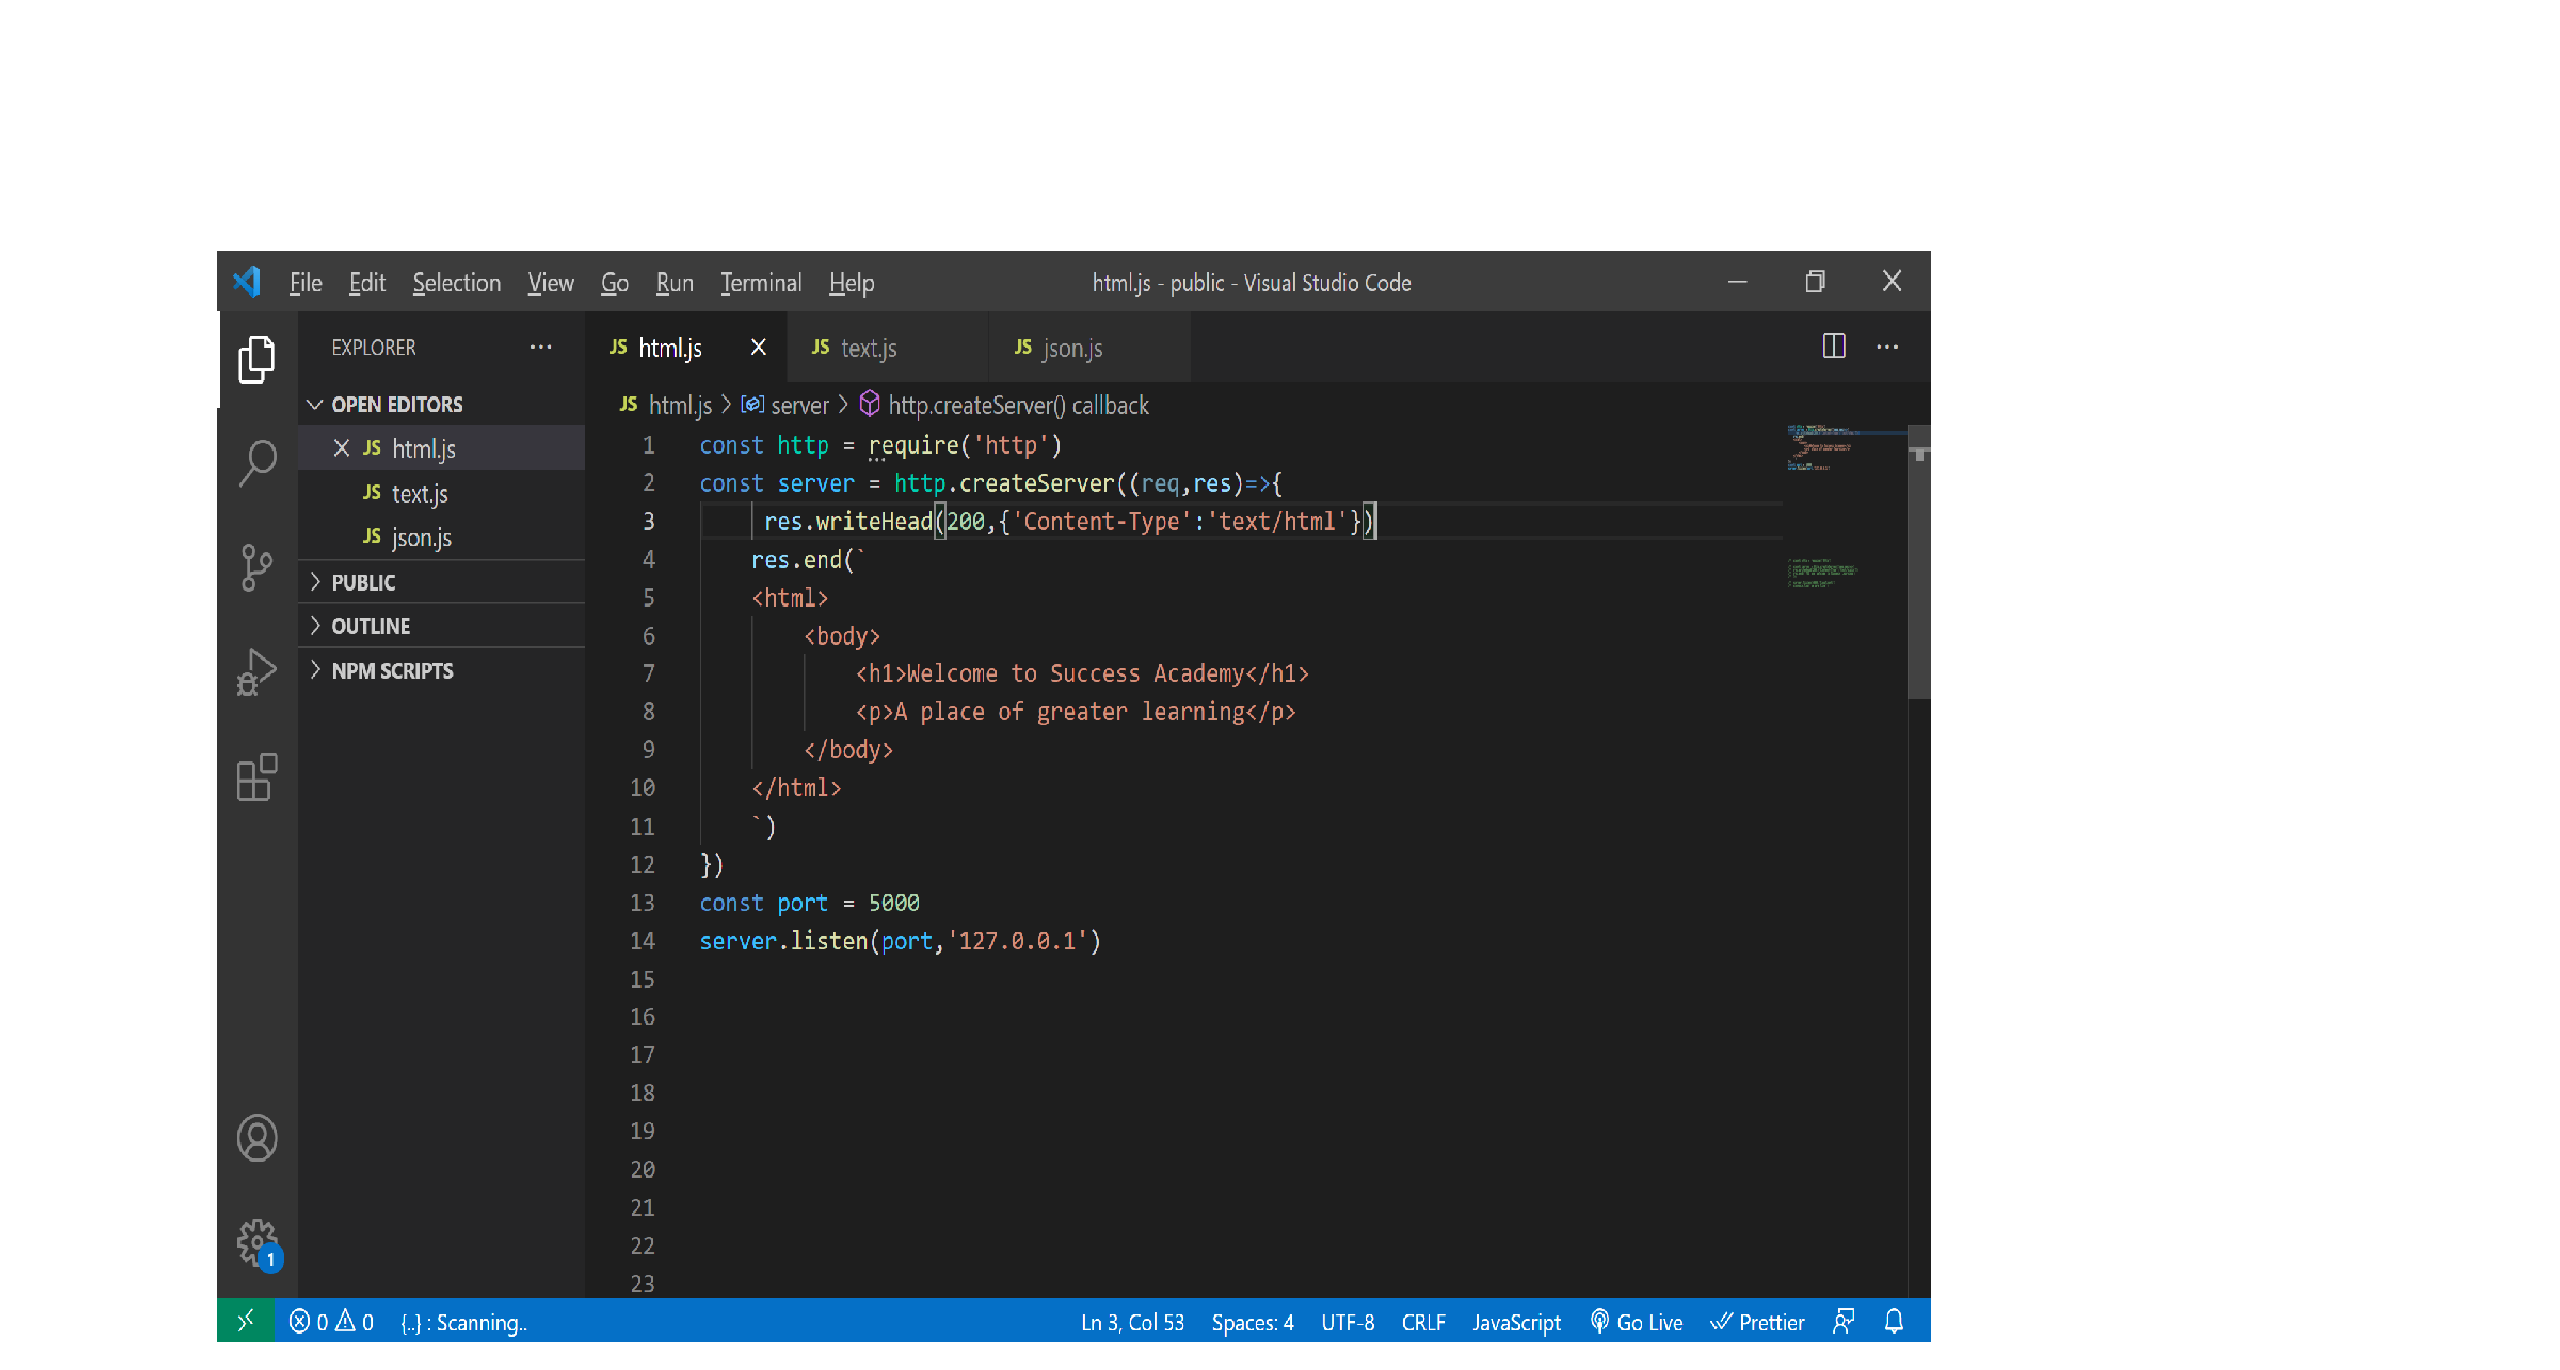 File Edit Selection View Go Run Terminal Help html.js - public - Visual Studio Code
EXPLORER
OPEN EDITORS
JS html.js
JS text.js
JS json.js
PUBLIC
OUTLINE
NPM SCRIPTS
JS html.js JS text.js JS json.js
JS html.js > server > http.createServer() callback
1 const http = require('http')
2 const server = http.createServer((req,res)=>{
3 res.writeHead(200,{'Content-Type':'text/html'})
4 res.end(`
5 <html>
6 <body>
7 <h1>Welcome to Success Academy</h1>
8 <p>A place of greater learning</p>
9 </body>
10 </html>
11 `)
12 })
13 const port = 5000
14 server.listen(port,'127.0.0.1')
15
16
17
18
19
20
21
22
23
1
0 0 {..} : Scanning.. Ln 3, Col 53 Spaces: 4 UTF-8 CRLF JavaScript Go Live Prettier